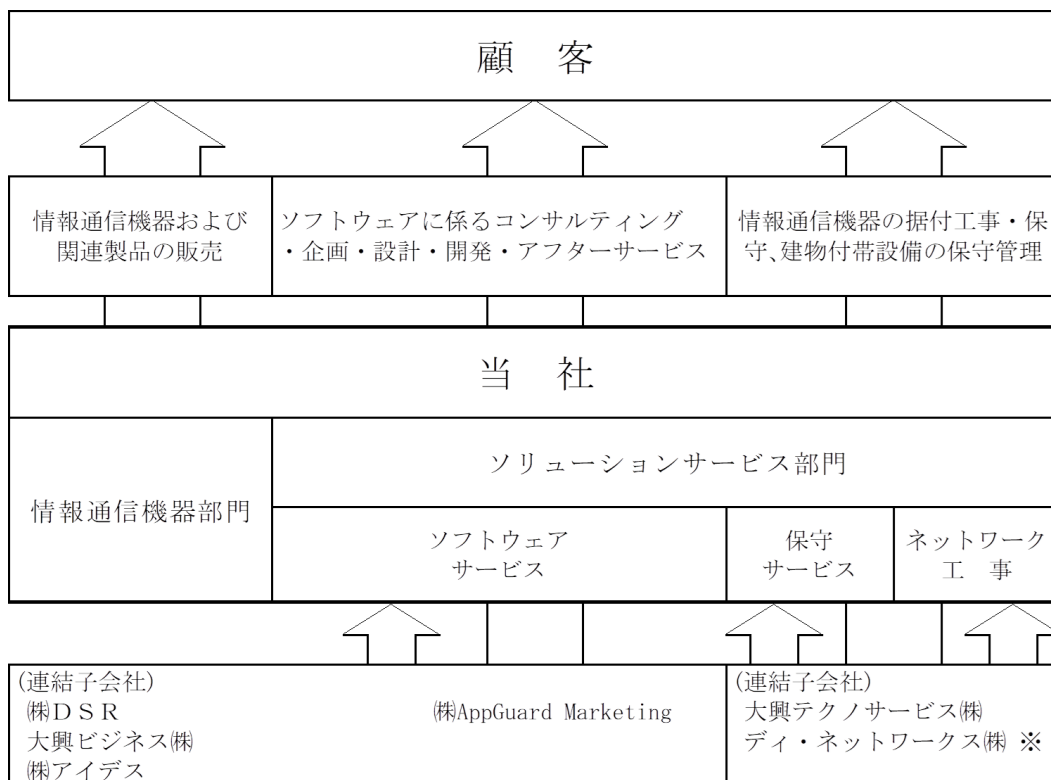 顧　客
情報通信機器および
関連製品の販売
ソフトウェアに係るコンサルティング
・企画・設計・開発・アフターサービス
情報通信機器の据付工事・保
守、建物付帯設備の保守管理
当　社
情報通信機器部門
ソリューションサービス部門
ソフトウェア
サービス
保守
サービス
ネットワーク
工　事
(連結子会社)
㈱ＤＳＲ
大興ビジネス㈱
㈱アイデス
㈱AppGuard Marketing
(連結子会社)
大興テクノサービス㈱
ディ・ネットワークス㈱ ※